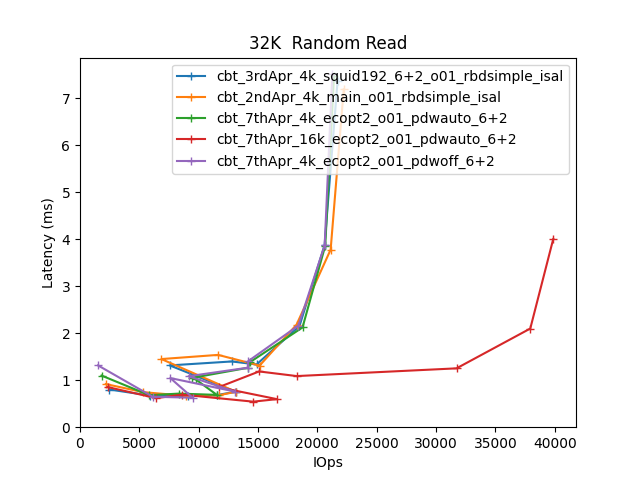 32K  Random Read
cbt_3rdApr_4k_squid192_6+2_o01_rbdsimple_isal
cbt_2ndApr_4k_main_o01_rbdsimple_isal
cbt_7thApr_4k_ecopt2_o01_pdwauto_6+2
cbt_7thApr_16k_ecopt2_o01_pdwauto_6+2
cbt_7thApr_4k_ecopt2_o01_pdwoff_6+2
Latency (ms)
7
6
5
4
3
2
1
0
0 5000 10000 15000 20000 25000 30000 35000 40000
IOps